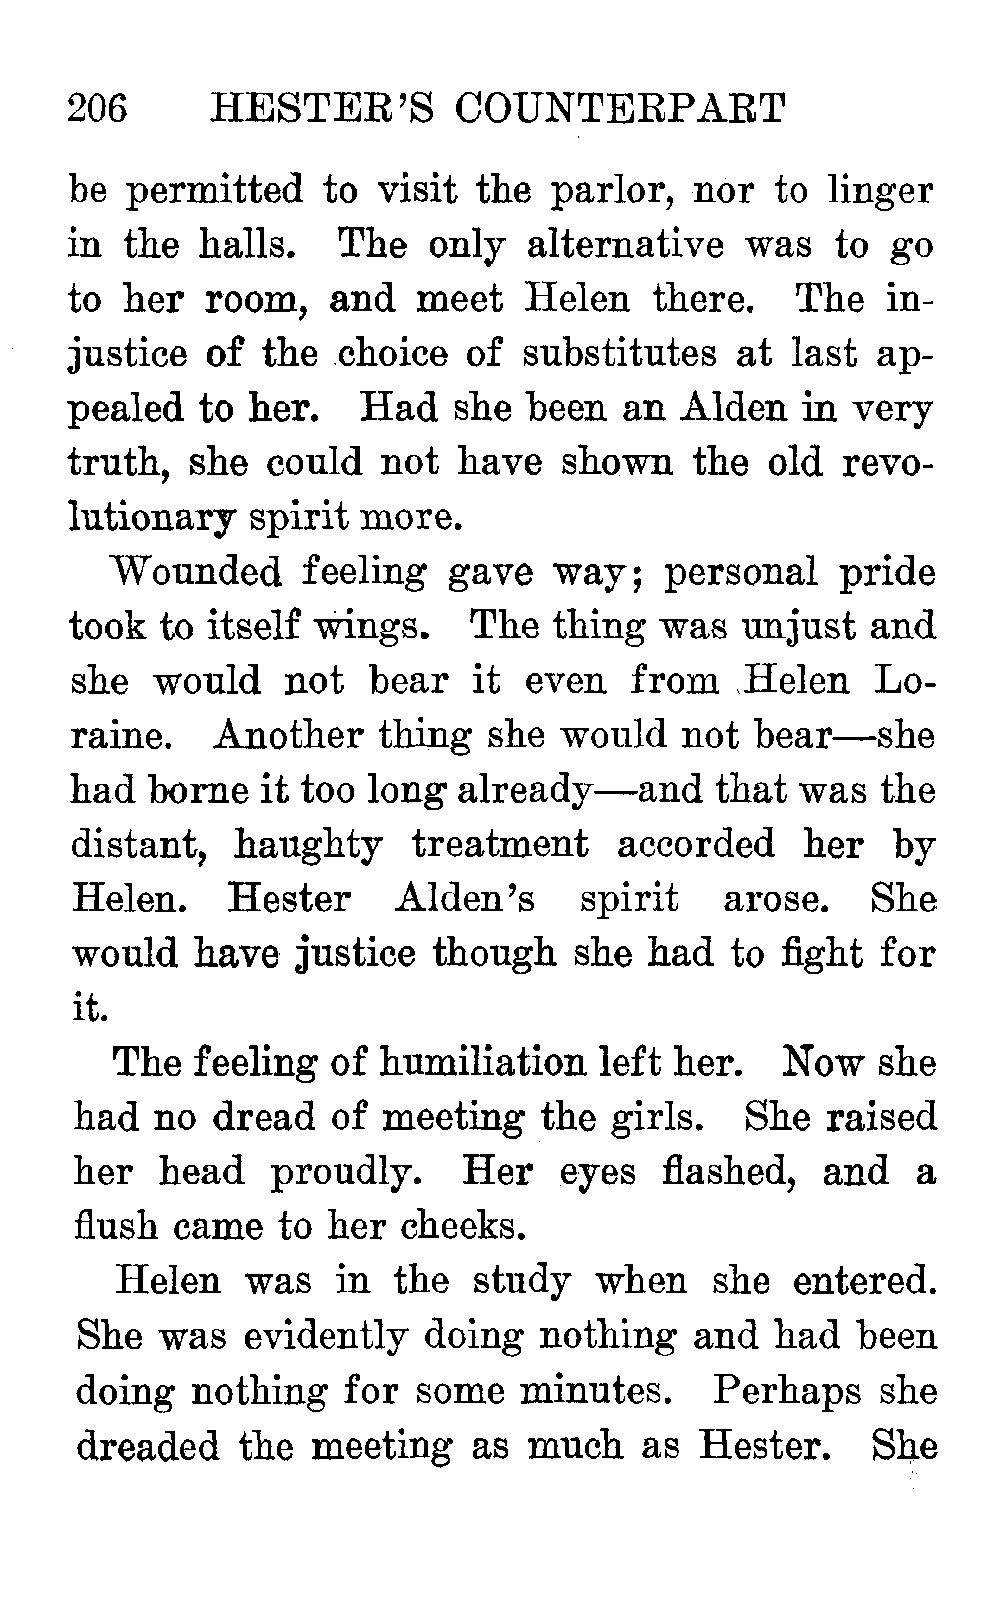 206 HESTER'S COUNTERPART
be permitted to visit the parlor, nor to linger
in the halls. The only alternative was to go
to her room, and meet Helen there. The in-
justice of the choice of substitutes at last ap-
pealed to her. Had she been an Alden in very
truth, she could not have shown the old revo-
lutionary spirit more.
Wounded feeling gave way; personal pride
took to itself wings. The thing was unjust and
she would not bear it even from Helen Lo-
raine. Another thing she would not bear—she
had borne it too long already—and that was the
distant, haughty treatment accorded her by
Helen. Hester Alden's spirit arose. She
would have justice though she had to fight for
it.
The feeling of humiliation left her. Now she
had no dread of meeting the girls. She raised
her head proudly. Her eyes flashed, and a
flush came to her cheeks.
Helen was in the study when she entered.
She was evidently doing nothing and had been
doing nothing for some minutes. Perhaps she
dreaded the meeting as much as Hester. She